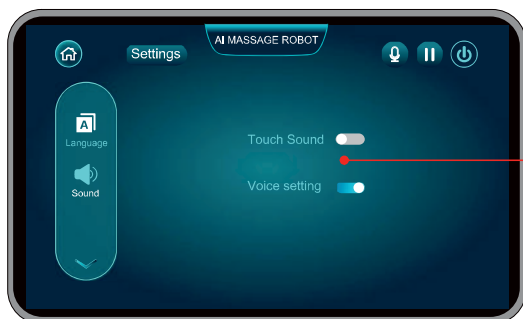 AI MASSAGE ROBOT
Settings
A
Language
Sound
Touch Sound
Voice setting